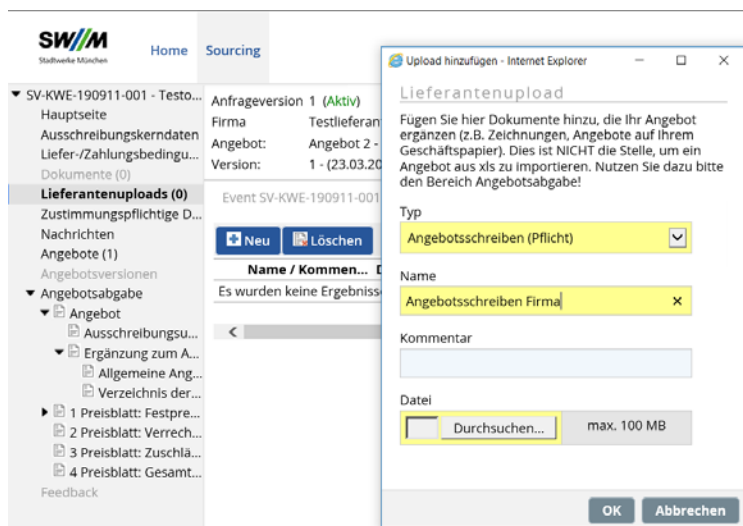 SW//M
Stadtwerke München
Home
Sourcing
SV-KWE-190911-001 - Testo...
Hauptseite
Ausschreibungskerndaten
Liefer-/Zahlungsbedingu...
Dokumente (0)
Lieferantenuploads (0)
Zustimmungspflichtige D...
Nachrichten
Angebote (1)
Angebotsversionen
Angebotsabgabe
Angebot
Ausschreibungsu...
Ergänzung zum A...
Allgemeine Ang...
Verzeichnis der...
1 Preisblatt: Festpre...
2 Preisblatt: Verrech...
3 Preisblatt: Zuschlä...
4 Preisblatt: Gesamt...
Feedback
Anfrageversion 1 (Aktiv)
Firma Testlieferan
Angebot: Angebot 2 -
Version: 1 - (23.03.20
Event SV-KWE-190911-001
Neu
Löschen
Name / Kommen...
Es wurden keine Ergebniss
Upload hinzufügen - Internet Explorer
Lieferantenupload
Fügen Sie hier Dokumente hinzu, die Ihr Angebot
ergänzen (z.B. Zeichnungen, Angebote auf Ihrem
Geschäftspapier). Dies ist NICHT die Stelle, um ein
Angebot aus xls zu importieren. Nutzen Sie dazu bitte
den Bereich Angebotsabgabe!
Typ
Angebotsschreiben (Pflicht)
Name
Angebotsschreiben Firma
Kommentar
Datei
Durchsuchen...
max. 100 MB
OK
Abbrechen